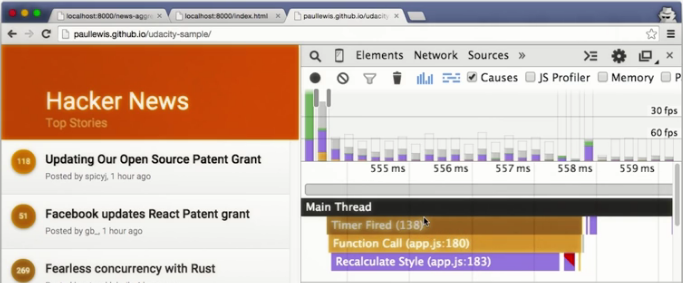 localhost:8000/news-aggr
localhost:8000/index.html
paullewis.github.io/udacity
paullewis.github.io/udacity-sample/
Elements Network Sources »
Causes JS Profiler Memory P
30 fps
60 fps
555 ms 556 ms 557 ms 558 ms 559 ms
Main Thread
Timer Fired (138)
Function Call (app.js:180)
Recalculate Style (app.js:183)
Hacker News
Top Stories
118
Updating Our Open Source Patent Grant
Posted by spicyj, 1 hour ago
51
Facebook updates React Patent grant
Posted by gb_, 1 hour ago
269
Fearless concurrency with Rust